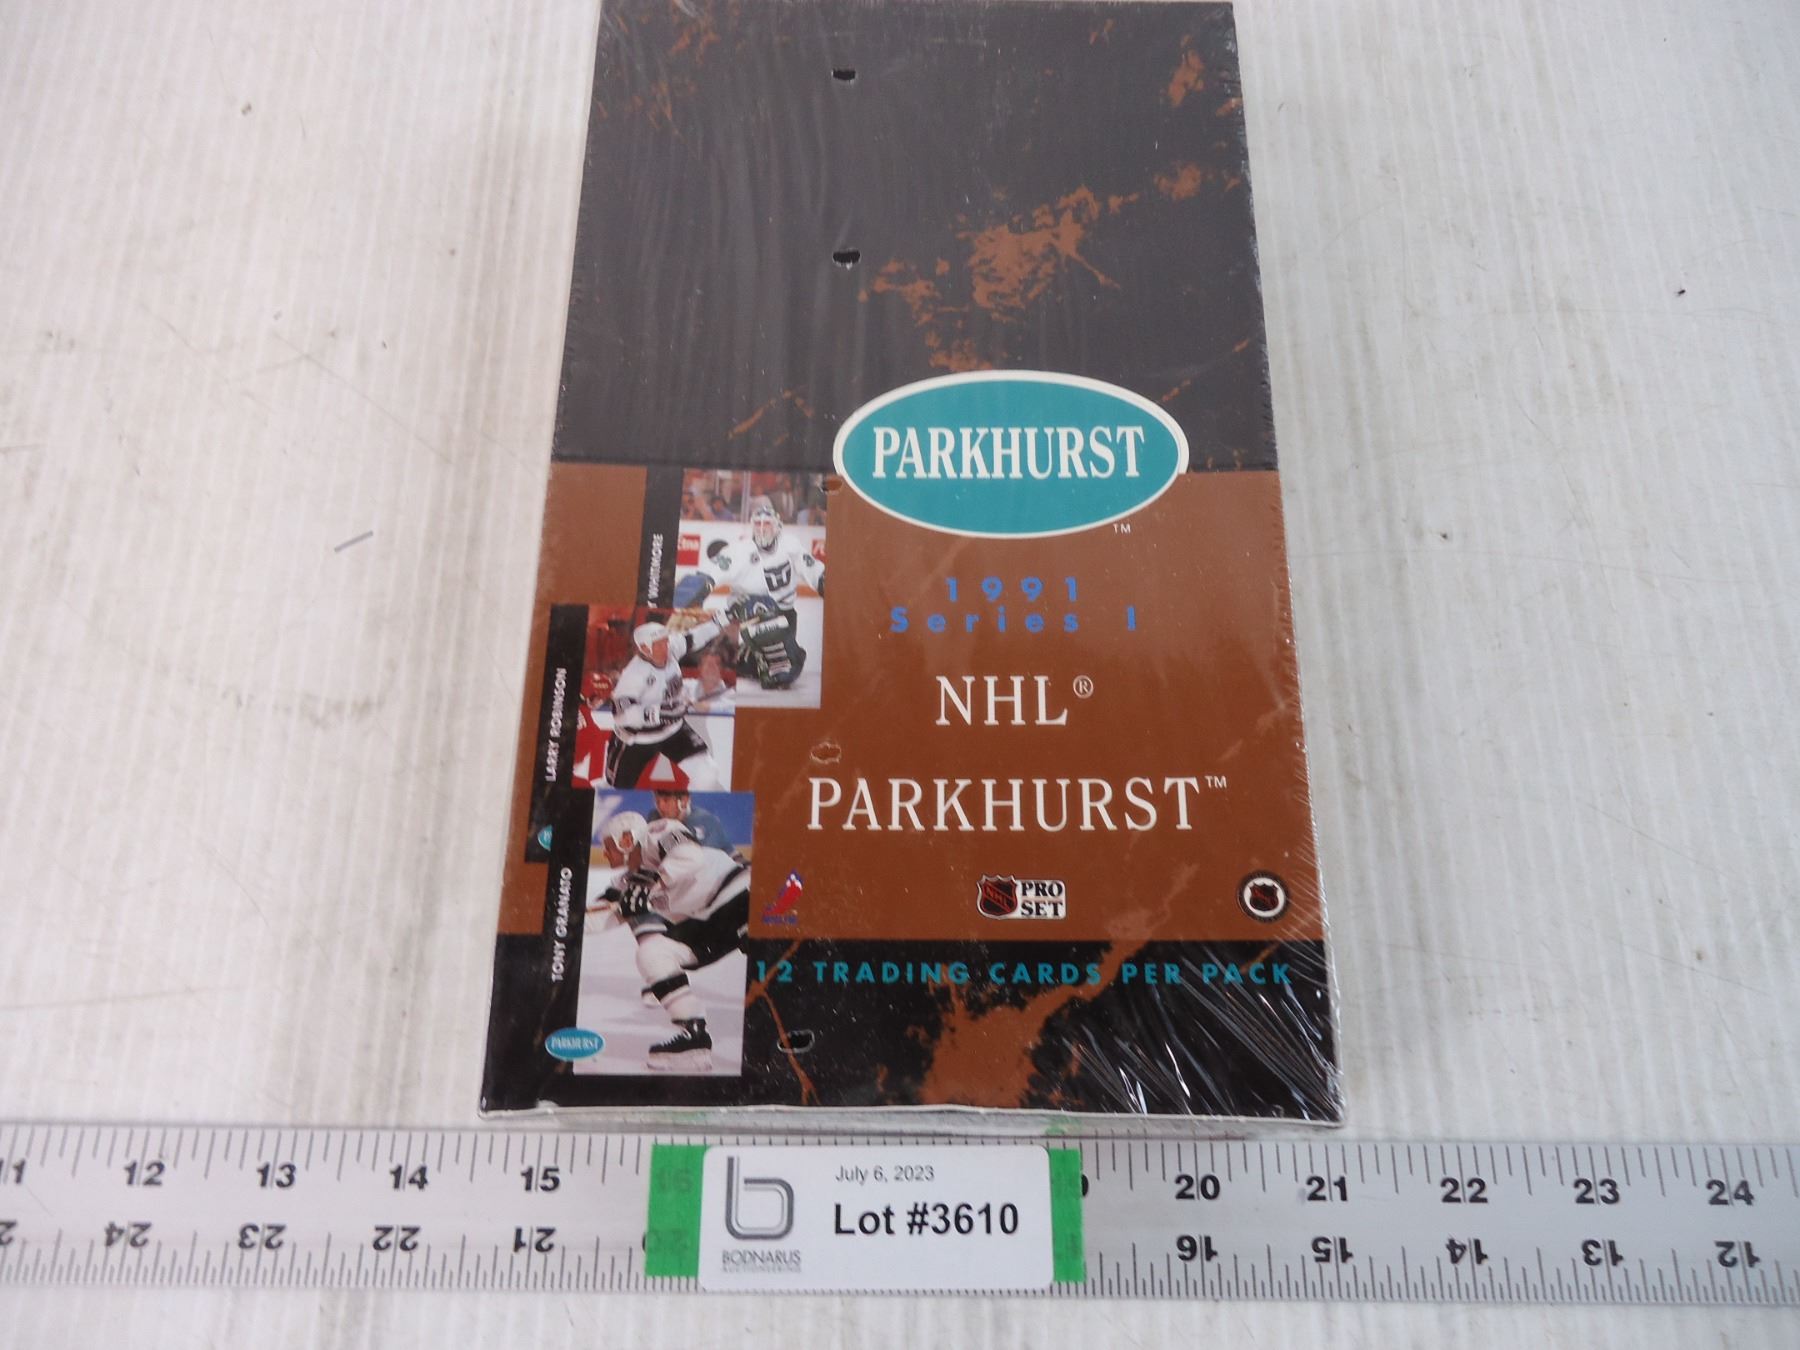 PARKHURST
TM
1991
Series I
NHL®
PARKHURST™
WHITMORE
LARRY ROBINSON
TONY GRANATO
PARKHURST
NHL PRO
SET
12 TRADING CARDS PER PACK
12 13 14 15 20 21 22 23 24
24 23 22 21 16 15 14 13 12
July 6, 2023
Lot #3610
BODNARUS
AUCTIONEERING